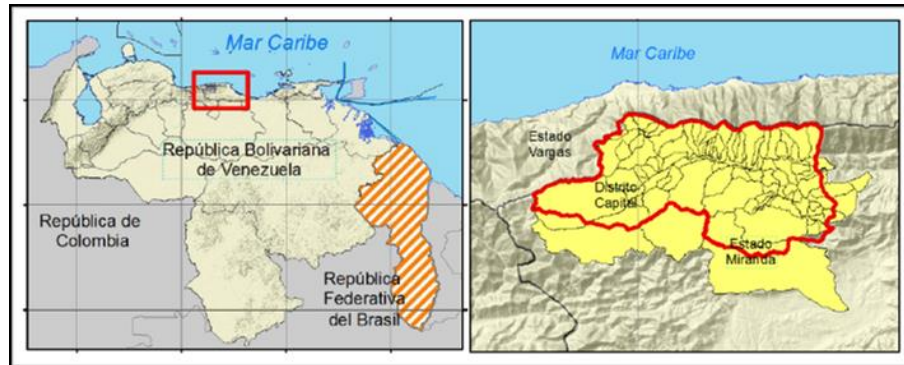 Mar Caribe
República Bolivariana
de Venezuela
República de
Colombia
República
Federativa
del Brasil
Mar Caribe
Estado
Vargas
Distrito
Capital
Estado
Miranda